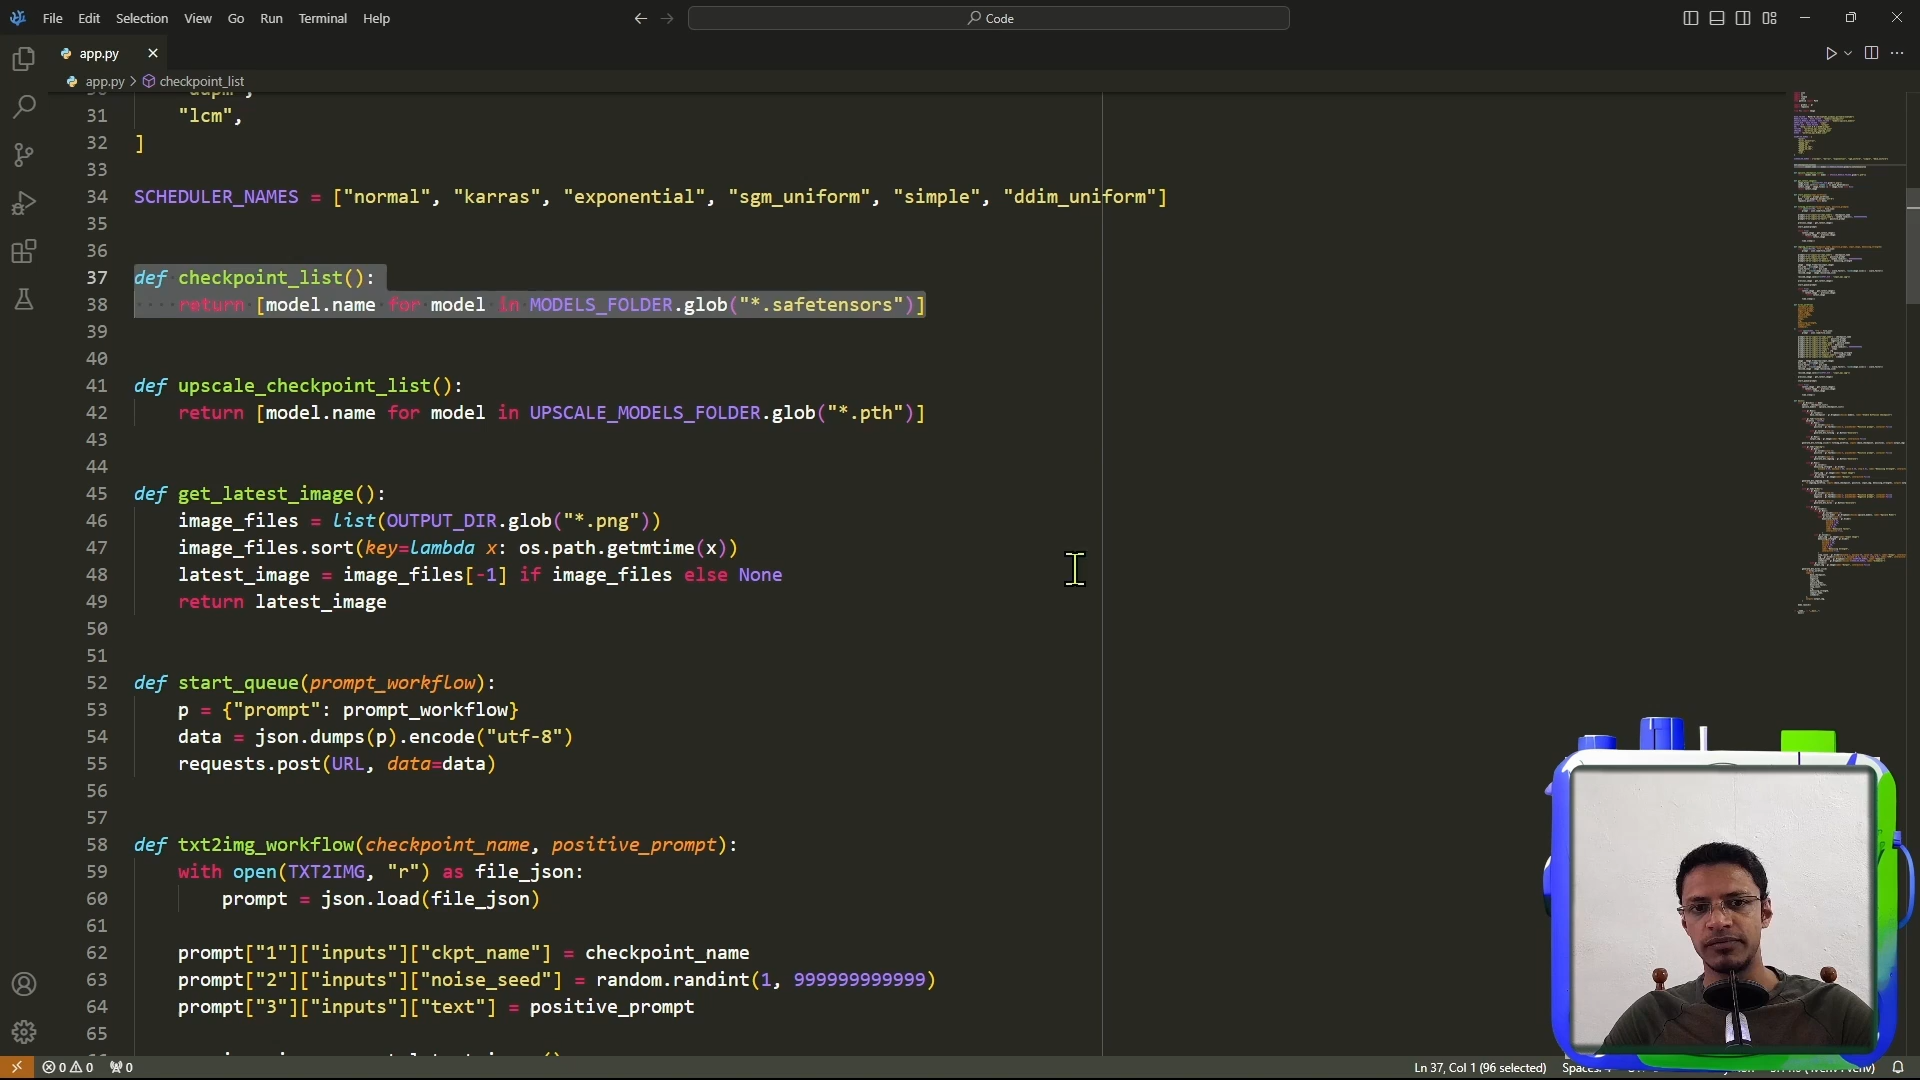 File Edit Selection View Go Run Terminal Help
Code
app.py
app.py > checkpoint_list
31 "lcm",
32 ]
33
34 SCHEDULER_NAMES = ["normal", "karras", "exponential", "sgm_uniform", "simple", "ddim_uniform"]
35
36
37 def checkpoint_list():
38 ····return [model.name for model in MODELS_FOLDER.glob("*.safetensors")]
39
40
41 def upscale_checkpoint_list():
42 return [model.name for model in UPSCALE_MODELS_FOLDER.glob("*.pth")]
43
44
45 def get_latest_image():
46 image_files = list(OUTPUT_DIR.glob("*.png"))
47 image_files.sort(key=lambda x: os.path.getmtime(x))
48 latest_image = image_files[-1] if image_files else None
49 return latest_image
50
51
52 def start_queue(prompt_workflow):
53 p = {"prompt": prompt_workflow}
54 data = json.dumps(p).encode("utf-8")
55 requests.post(URL, data=data)
56
57
58 def txt2img_workflow(checkpoint_name, positive_prompt):
59 with open(TXT2IMG, "r") as file_json:
60 prompt = json.load(file_json)
61
62 prompt["1"]["inputs"]["ckpt_name"] = checkpoint_name
63 prompt["2"]["inputs"]["noise_seed"] = random.randint(1, 999999999999)
64 prompt["3"]["inputs"]["text"] = positive_prompt
65
0 0 0 Ln 37, Col 1 (96 selected)